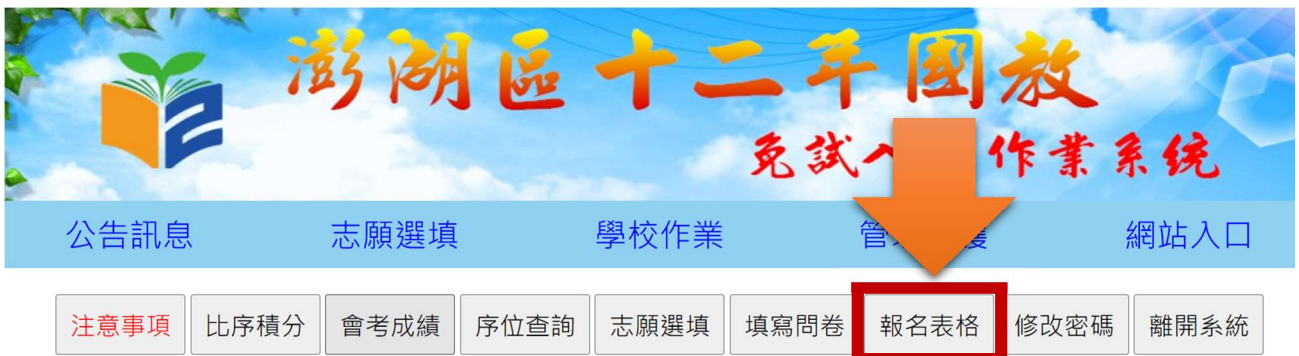 澎湖區十二年國教
免試入 作業系統
公告訊息 志願選填 學校作業 管 護 網站入口
注意事項 比序積分 會考成績 序位查詢 志願選填 填寫問卷 報名表格 修改密碼 離開系統